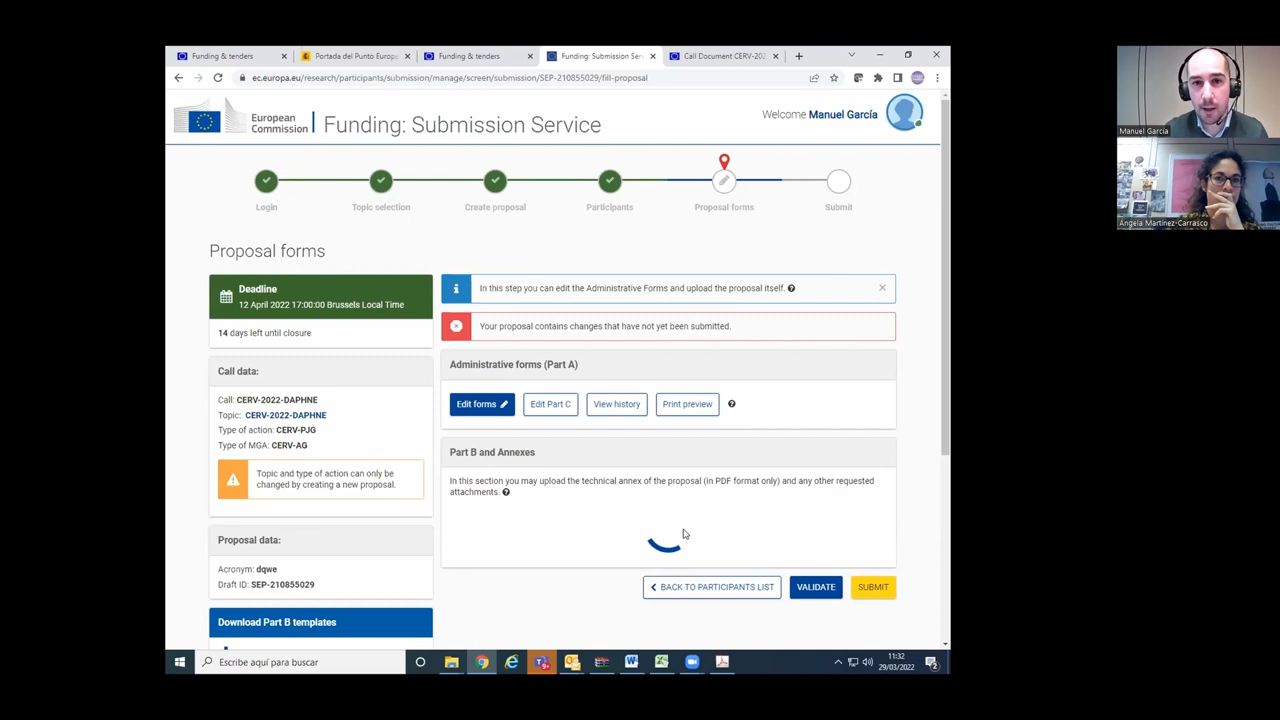 Funding & tenders
Portada del Punto Europe
Funding & tenders
Funding: Submission Serv
Call Document CERV-202
ec.europa.eu/research/participants/submission/manage/screen/submission/SEP-210855029/fill-proposal
European
Commission
Funding: Submission Service
Welcome Manuel García
Login
Topic selection
Create proposal
Participants
Proposal forms
Submit
Proposal forms
Deadline
12 April 2022 17:00:00 Brussels Local Time
14 days left until closure
Call data:
Call: CERV-2022-DAPHNE
Topic: CERV-2022-DAPHNE
Type of action: CERV-PJG
Type of MGA: CERV-AG
Topic and type of action can only be
changed by creating a new proposal.
Proposal data:
Acronym: dqwe
Draft ID: SEP-210855029
Download Part B templates
In this step you can edit the Administrative Forms and upload the proposal itself.
Your proposal contains changes that have not yet been submitted.
Administrative forms (Part A)
Edit forms
Edit Part C
View history
Print preview
Part B and Annexes
In this section you may upload the technical annex of the proposal (in PDF format only) and any other requested
attachments.
BACK TO PARTICIPANTS LIST
VALIDATE
SUBMIT
Escribe aquí para buscar
11:32
29/03/2022
Manuel García
Ángela Martínez-Carrasco